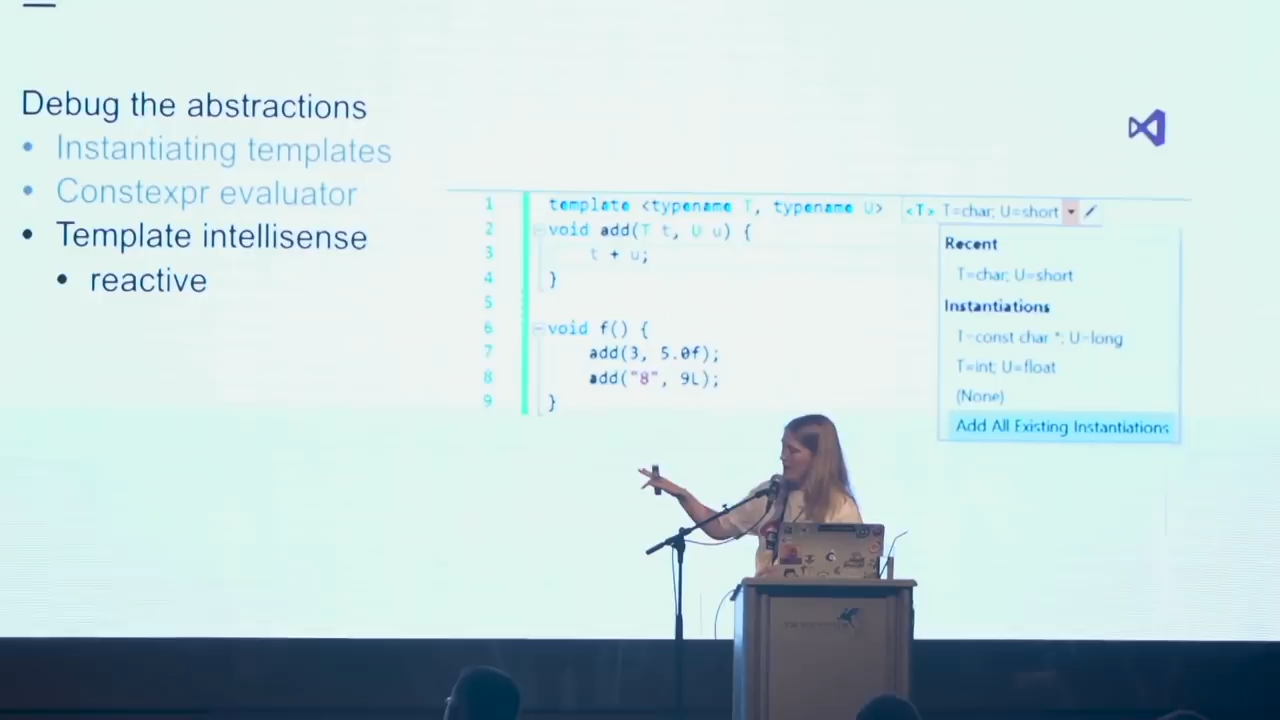 Debug the abstractions
• Instantiating templates
• Constexpr evaluator
• Template intellisense
• reactive
1 template <typename T, typename U>
2 void add(T t, U u) {
3 t + u;
4 }
5
6 void f() {
7 add(3, 5.0f);
8 add("8", 9L);
9 }
<T> T=char; U=short
Recent
T=char; U=short
Instantiations
T=const char *; U=long
T=int; U=float
(None)
Add All Existing Instantiations